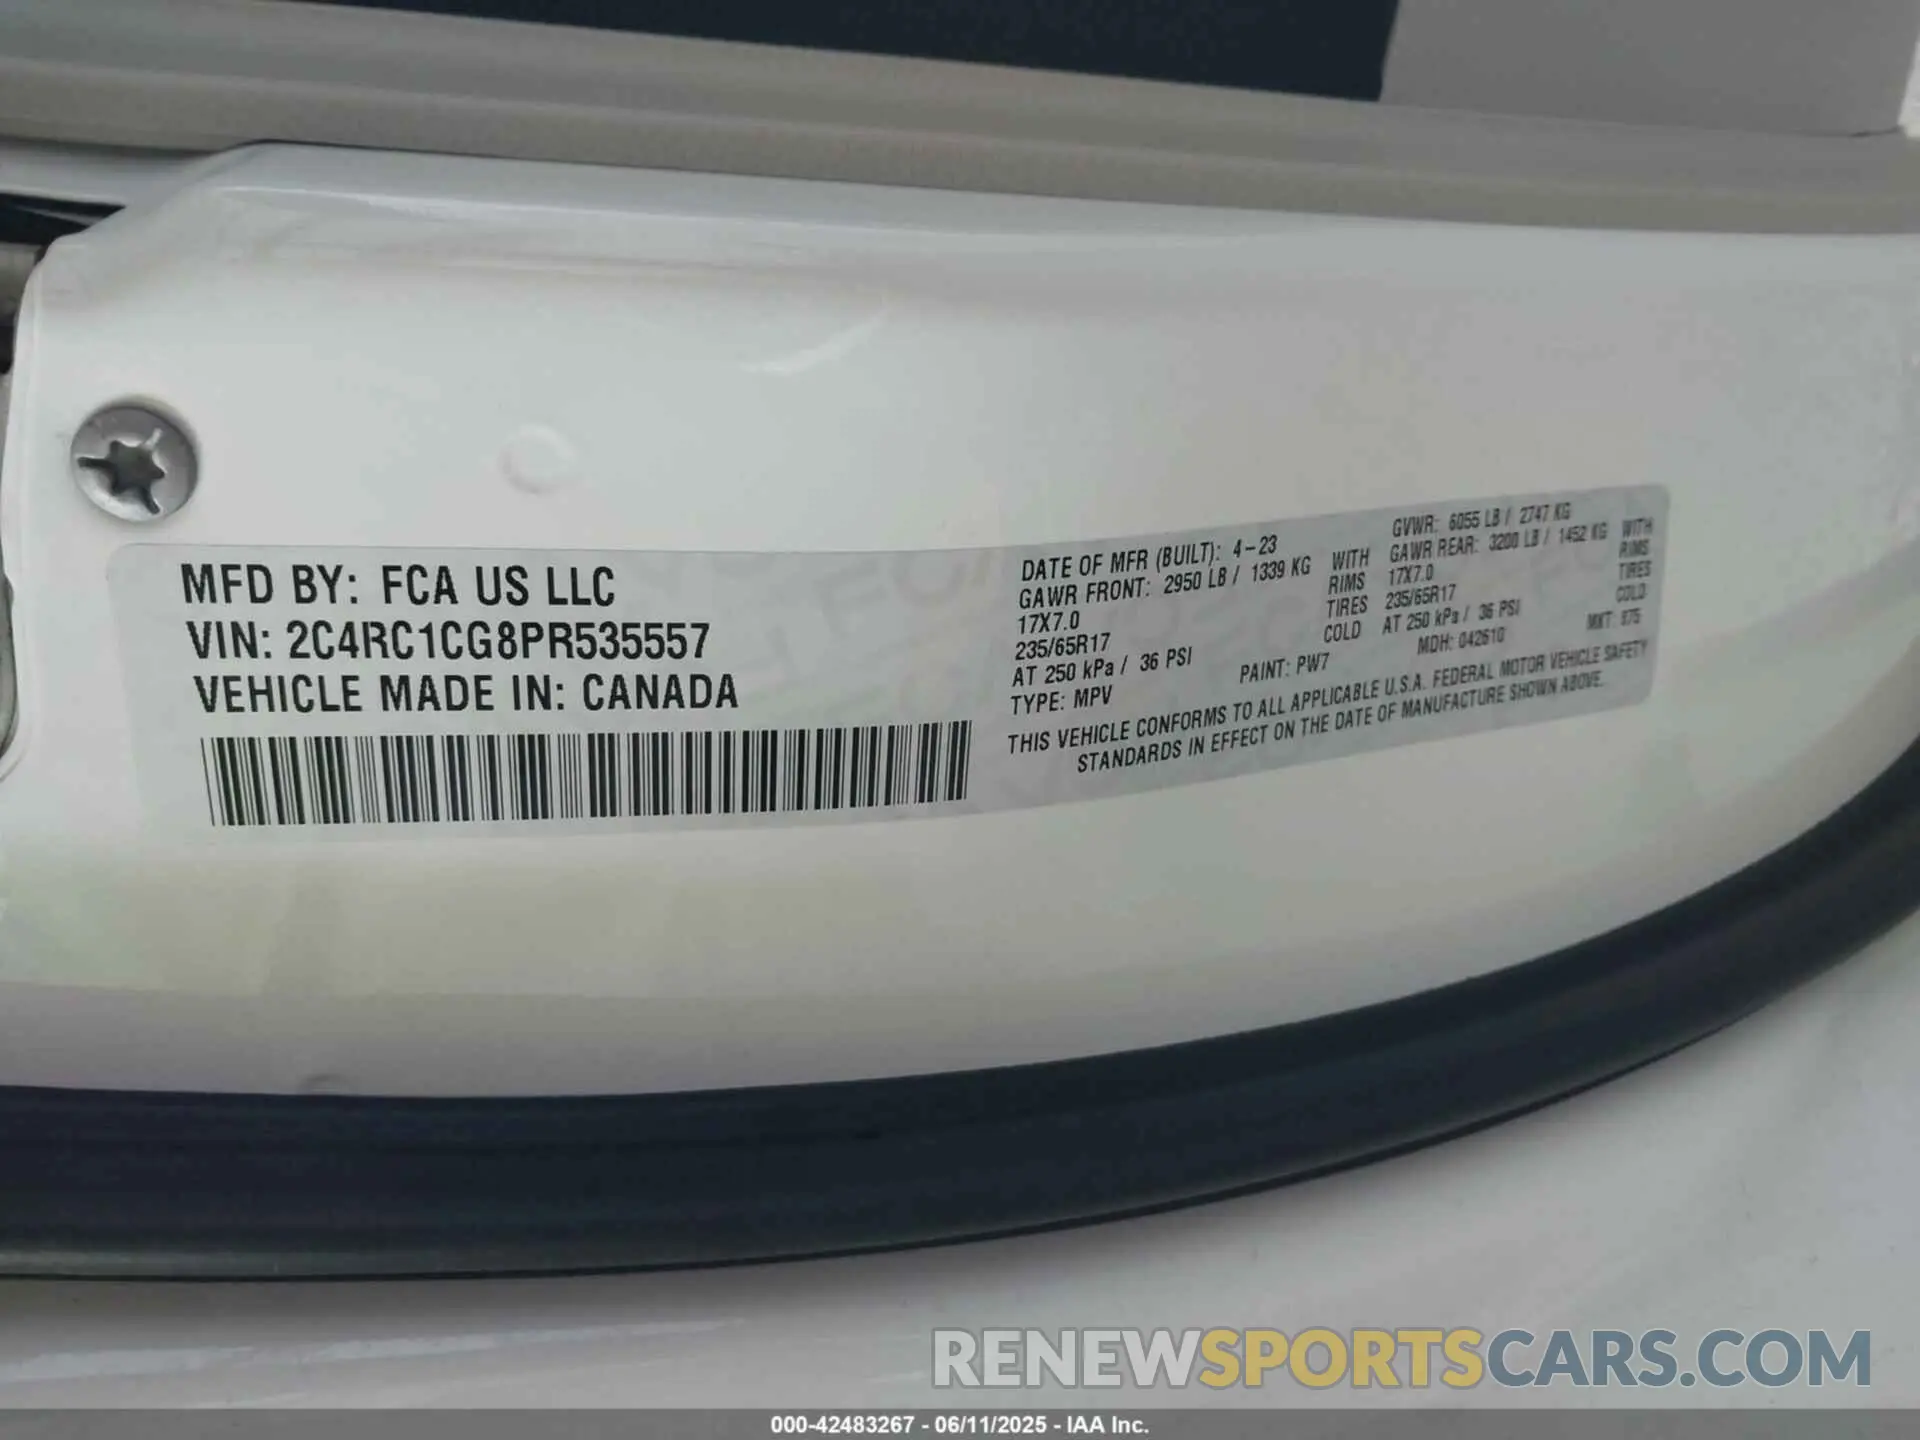 MFD BY: FCA US LLC
VIN: 2C4RC1CG8PR535557
VEHICLE MADE IN: CANADA
DATE OF MFR (BUILT): 4-23
GVWR: 6055 LB / 2747 KG
GAWR FRONT: 2950 LB / 1339 KG WITH
17X7.0 RIMS
235/65R17 TIRES
AT 250 kPa / 36 PSI COLD
GAWR REAR: 3200 LB / 1452 KG WITH
17X7.0 RIMS
235/65R17 TIRES
AT 250 kPa / 36 PSI COLD
TYPE: MPV PAINT: PW7 MDH: 042610 MKT:
THIS VEHICLE CONFORMS TO ALL APPLICABLE U.S.A. FEDERAL MOTOR VEHICLE SAFETY
STANDARDS IN EFFECT ON THE DATE OF MANUFACTURE SHOWN ABOVE.
RENEWSPORTSCARS.COM
000-42483267 - 06/11/2025 - IAA Inc.